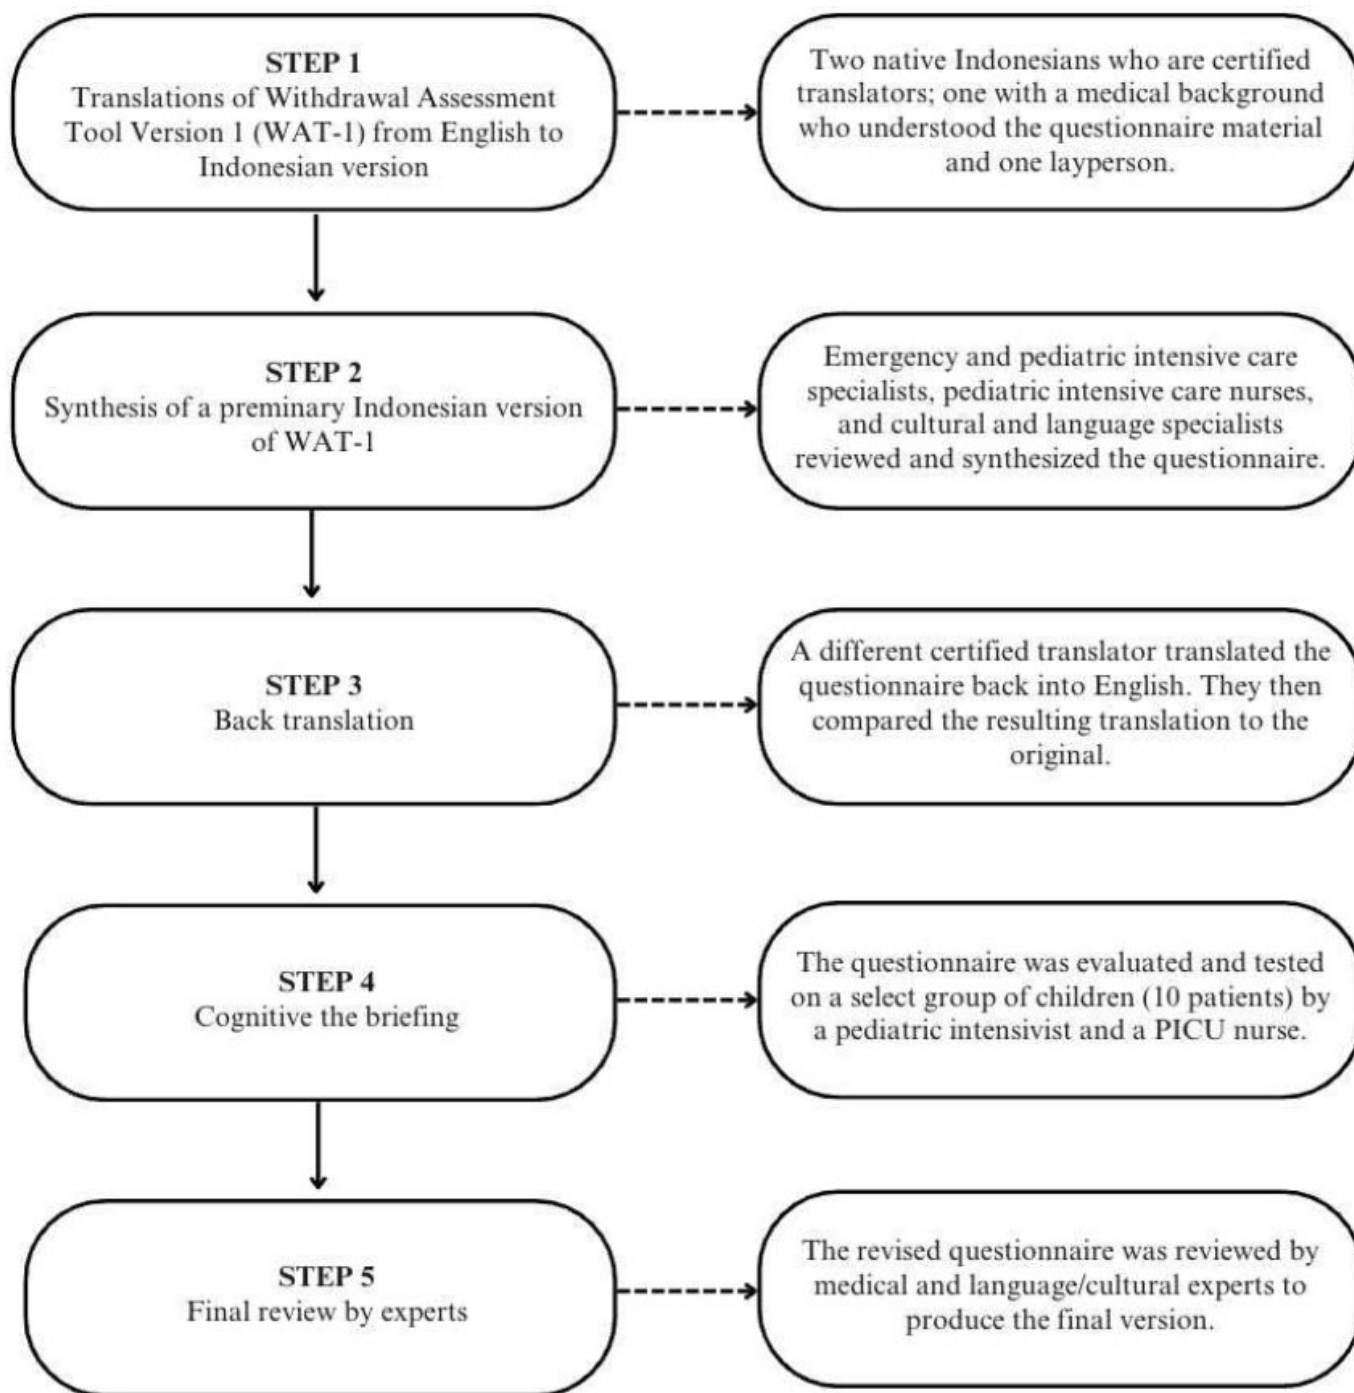 STEP 1
Translations of Withdrawal Assessment
Tool Version 1 (WAT-1) from English to
Indonesian version
Two native Indonesians who are certified
translators; one with a medical background
who understood the questionnaire material
and one layperson.
STEP 2
Synthesis of a preminary Indonesian version
of WAT-1
Emergency and pediatric intensive care
specialists, pediatric intensive care nurses,
and cultural and language specialists
reviewed and synthesized the questionnaire.
STEP 3
Back translation
A different certified translator translated the
questionnaire back into English. They then
compared the resulting translation to the
original.
STEP 4
Cognitive the briefing
The questionnaire was evaluated and tested
on a select group of children (10 patients) by
a pediatric intensivist and a PICU nurse.
STEP 5
Final review by experts
The revised questionnaire was reviewed by
medical and language/cultural experts to
produce the final version.